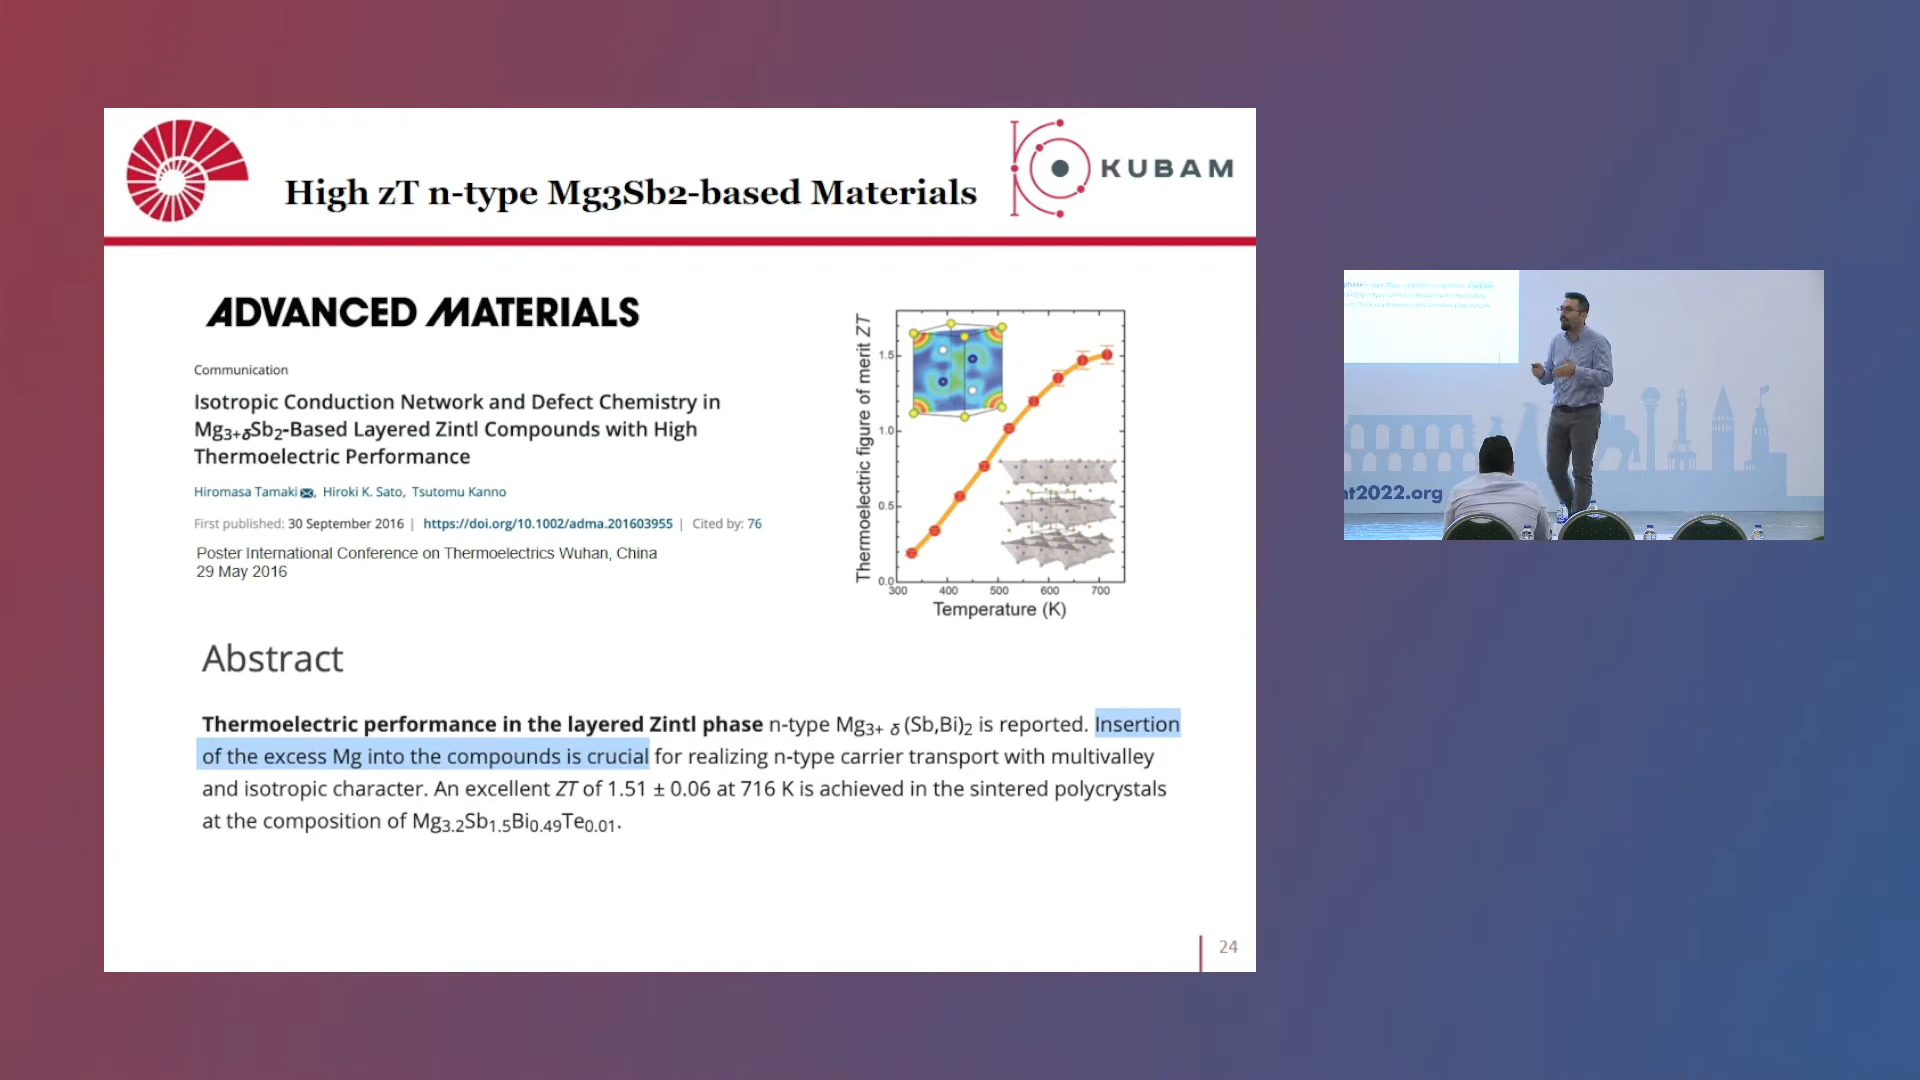 KUBAM
High zT n-type Mg3Sb2-based Materials
ADVANCED MATERIALS
Communication
Isotropic Conduction Network and Defect Chemistry in
Mg3+δSb2-Based Layered Zintl Compounds with High
Thermoelectric Performance
Hiromasa Tamaki, Hiroki K. Sato, Tsutomu Kanno
First published: 30 September 2016 | https://doi.org/10.1002/adma.201603955 | Cited by: 76
Poster International Conference on Thermoelectrics Wuhan, China
29 May 2016
Thermoelectric figure of merit ZT
1.5
1.0
0.5
0.0
300 400 500 600 700
Temperature (K)
Abstract
Thermoelectric performance in the layered Zintl phase n-type Mg3+ δ (Sb,Bi)2 is reported. Insertion
of the excess Mg into the compounds is crucial for realizing n-type carrier transport with multivalley
and isotropic character. An excellent ZT of 1.51 ± 0.06 at 716 K is achieved in the sintered polycrystals
at the composition of Mg3.2Sb1.5Bi0.49Te0.01.
24
nt2022.org